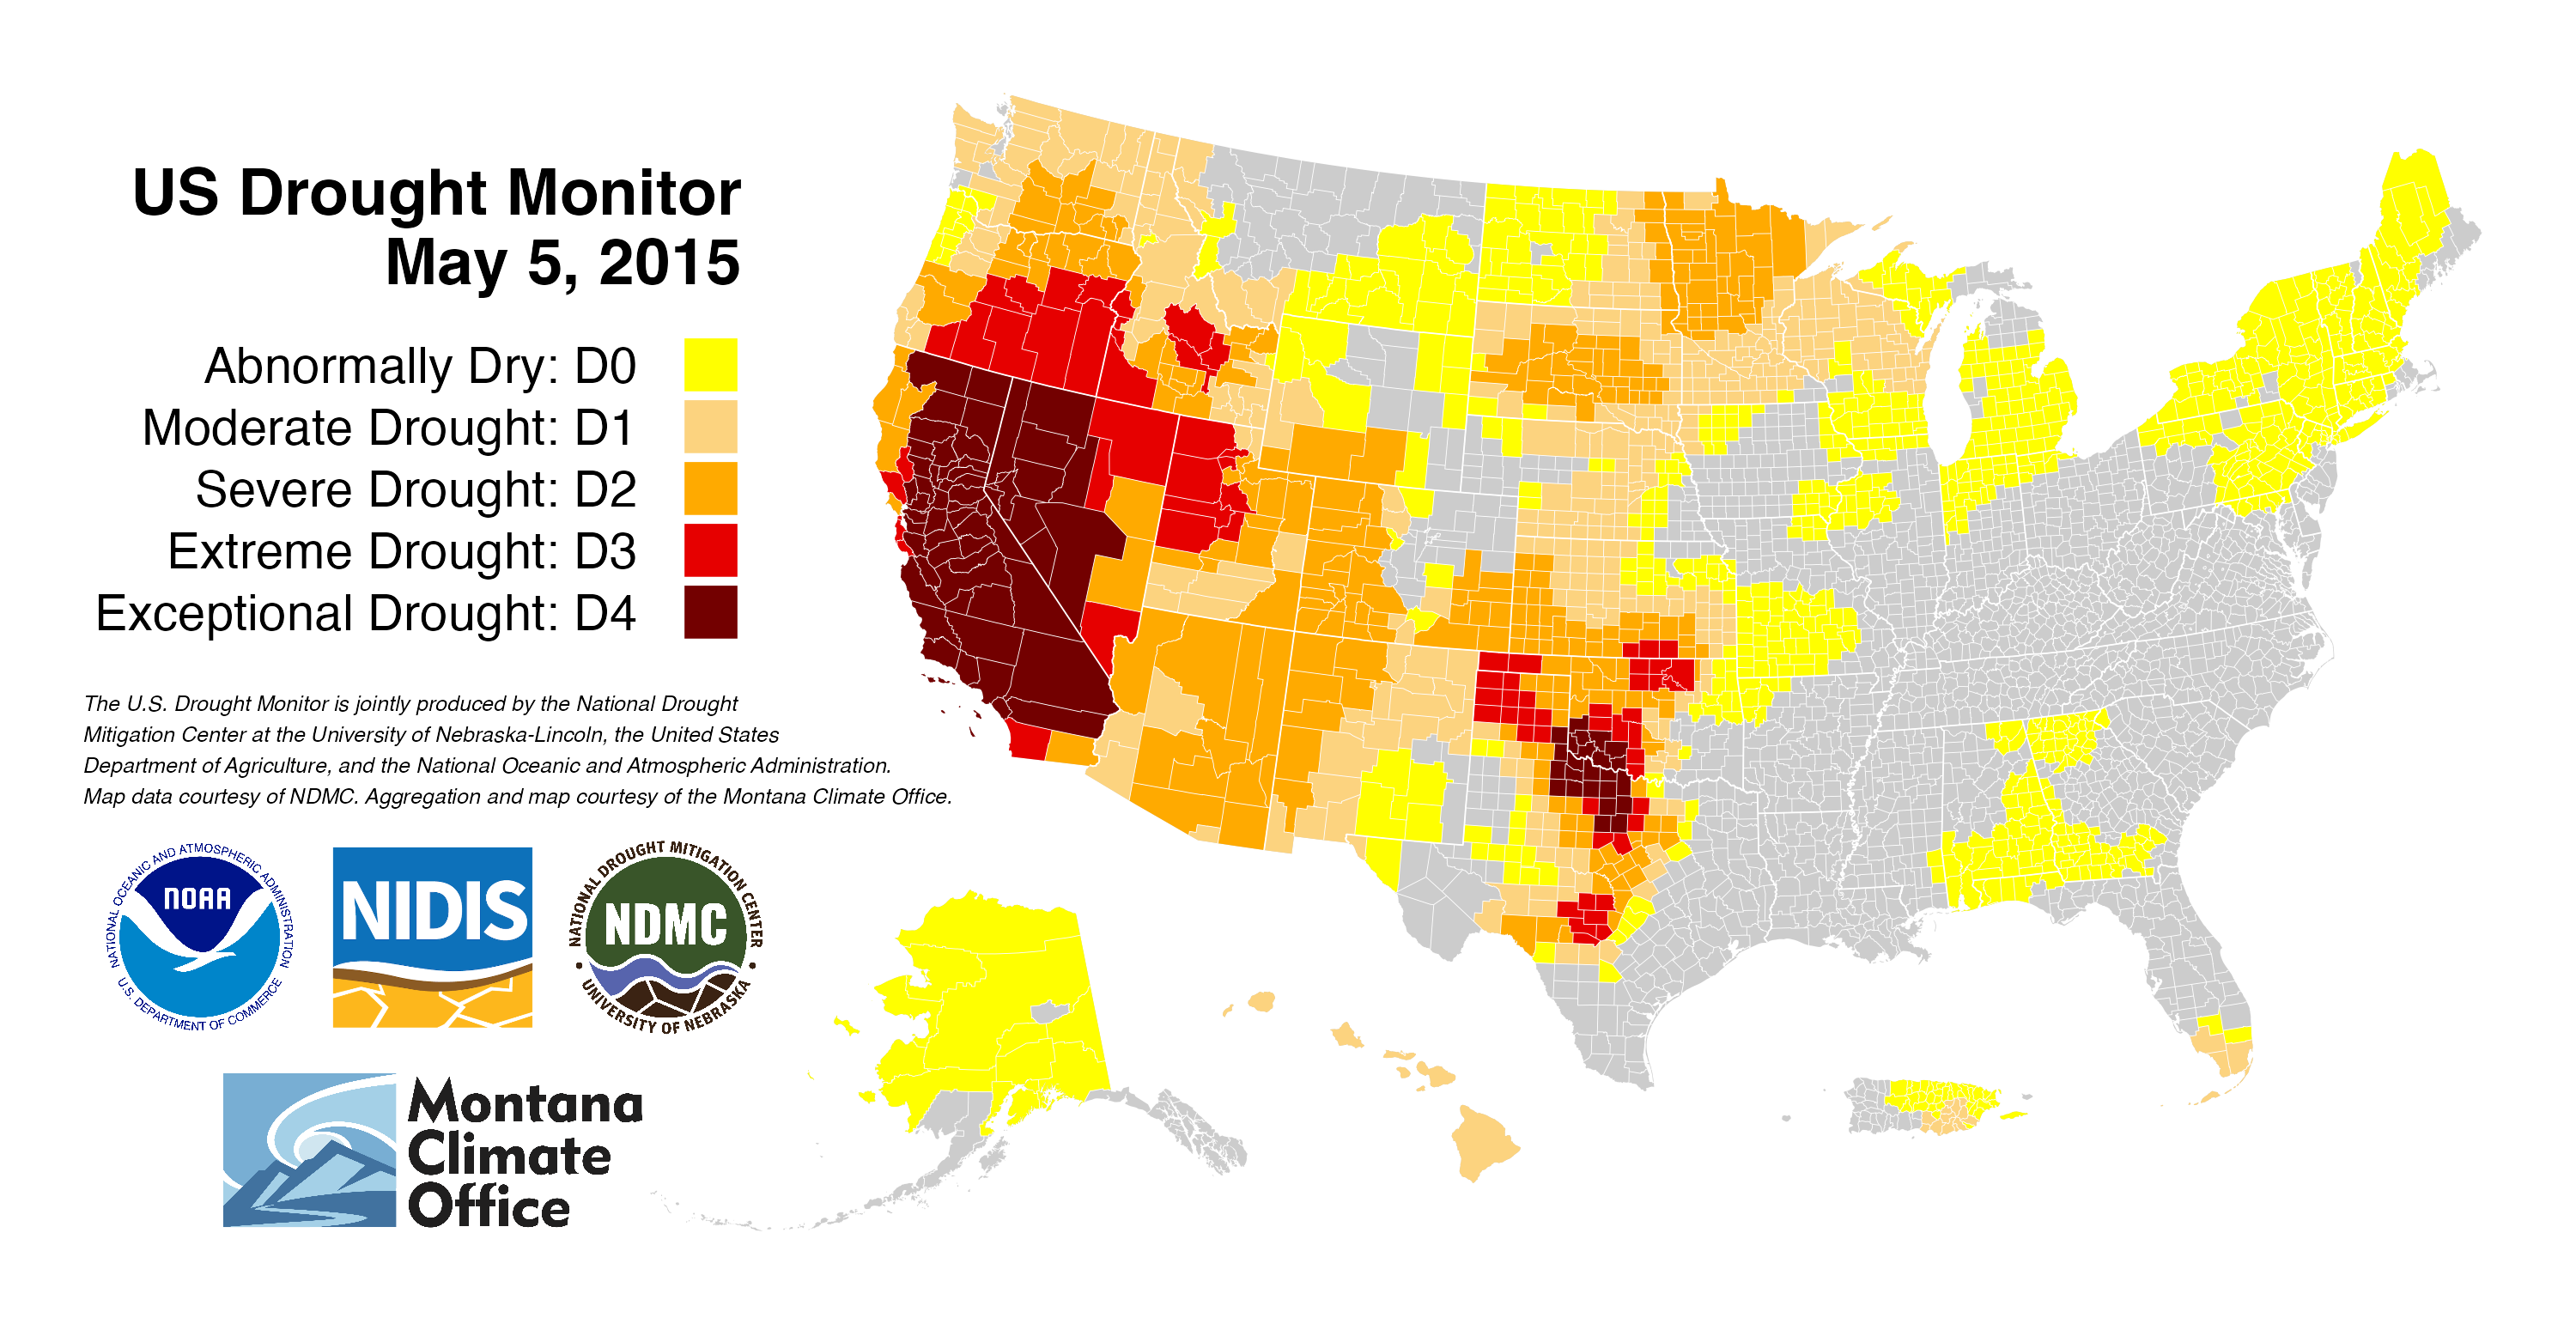 US Drought Monitor
May 5, 2015
Abnormally Dry: D0
Moderate Drought: D1
Severe Drought: D2
Extreme Drought: D3
Exceptional Drought: D4
The U.S. Drought Monitor is jointly produced by the National Drought
Mitigation Center at the University of Nebraska-Lincoln, the United States
Department of Agriculture, and the National Oceanic and Atmospheric Administration.
Map data courtesy of NDMC. Aggregation and map courtesy of the Montana Climate Office.
NATIONAL OCEANIC AND ATMOSPHERIC ADMINISTRATION
NOAA
U.S. DEPARTMENT OF COMMERCE
NIDIS
NATIONAL DROUGHT MITIGATION CENTER
NDMC
UNIVERSITY OF NEBRASKA
Montana
Climate
Office